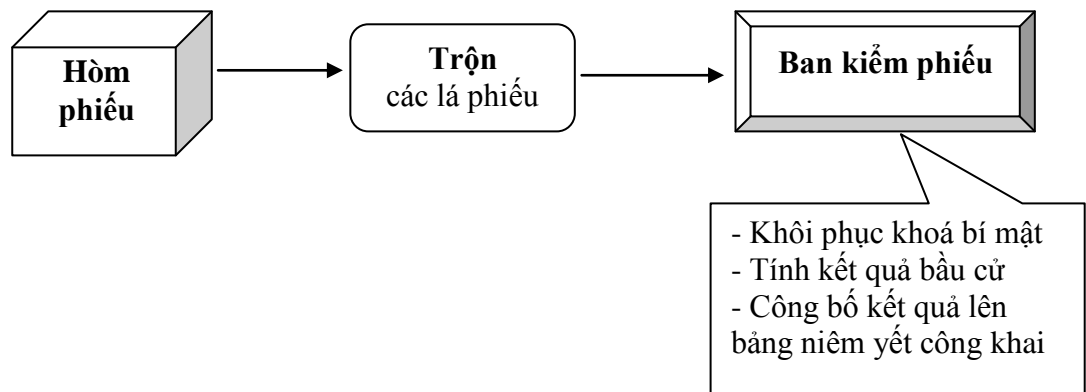 Hòm
phiếu
Trộn
các lá phiếu
Ban kiểm phiếu
- Khôi phục khoá bí mật
- Tính kết quả bầu cử
- Công bố kết quả lên
bảng niêm yết công khai